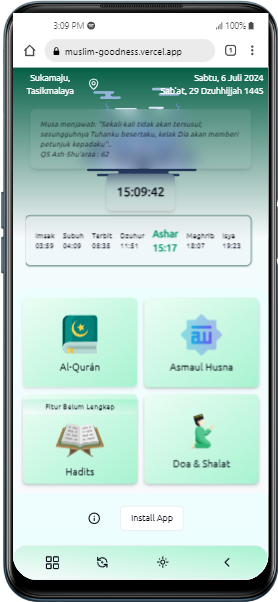 3:09 PM
100%
muslim-goodness.vercel.app
1
Sukamaju,
Tasikmalaya
Sabtu, 6 Juli 2024
Sab'at, 29 Dzuhhijjah 1445
Musa menjawab: "Sekali kali tidak akan tersusul;
sesungguhnya Tuhanku besertaku, kelak Dia akan memberi
petunjuk kepadaku"..
QS Ash-Shu'araa : 62
15:09:42
Imsak Subuh Terbit Dzuhur Ashar Maghrib Isya
03:59 04:09 08:35 11:51 15:17 18:07 19:23
Al-Qurán
Asmaul Husna
Fitur Belum Lengkap
Hadits
Doa & Shalat
Install App